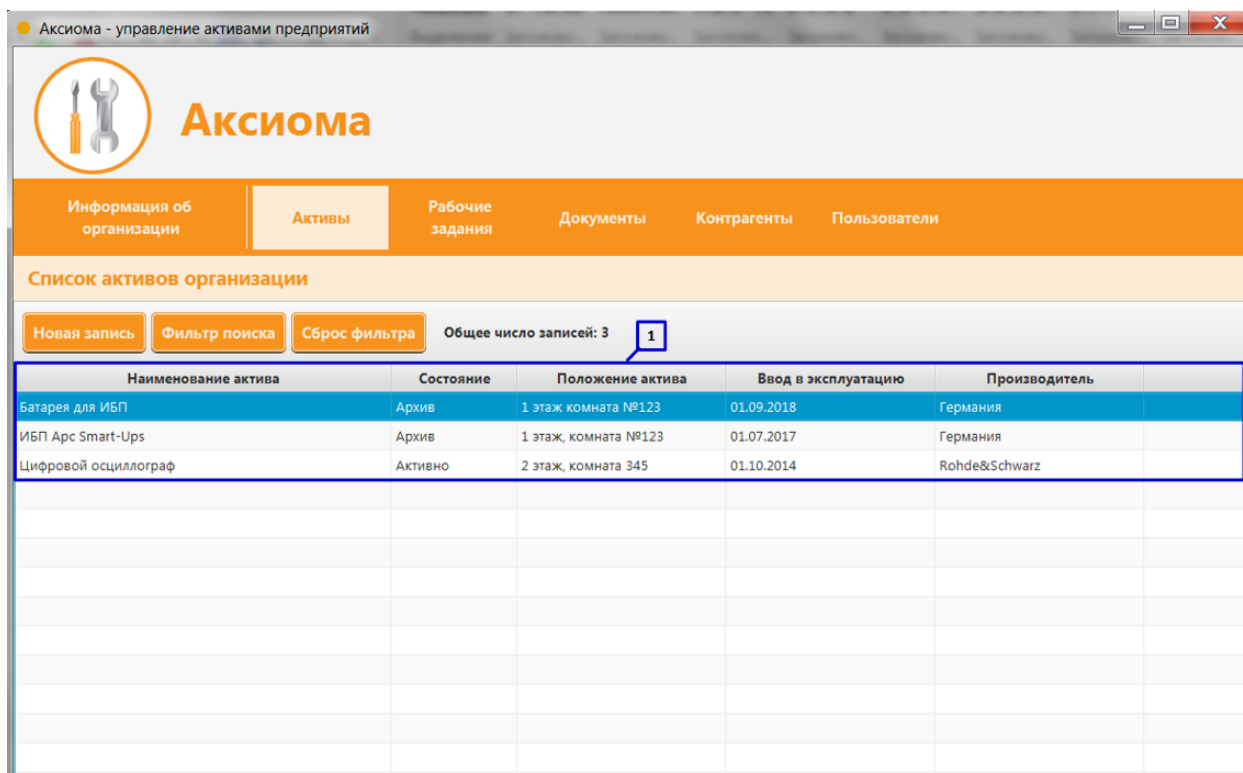 Аксиома - управление активами предприятий
Аксиома
Информация об
организации
Активы
Рабочие
задания
Документы
Контрагенты
Пользователи
Список активов организации
Новая запись Фильтр поиска Сброс фильтра Общее число записей: 3
1
Наименование актива Состояние Положение актива Ввод в эксплуатацию Производитель
Батарея для ИБП Архив 1 этаж комната №123 01.09.2018 Германия
ИБП Apc Smart-Ups Архив 1 этаж, комната №123 01.07.2017 Германия
Цифровой осциллограф Активно 2 этаж, комната 345 01.10.2014 Rohde&Schwarz